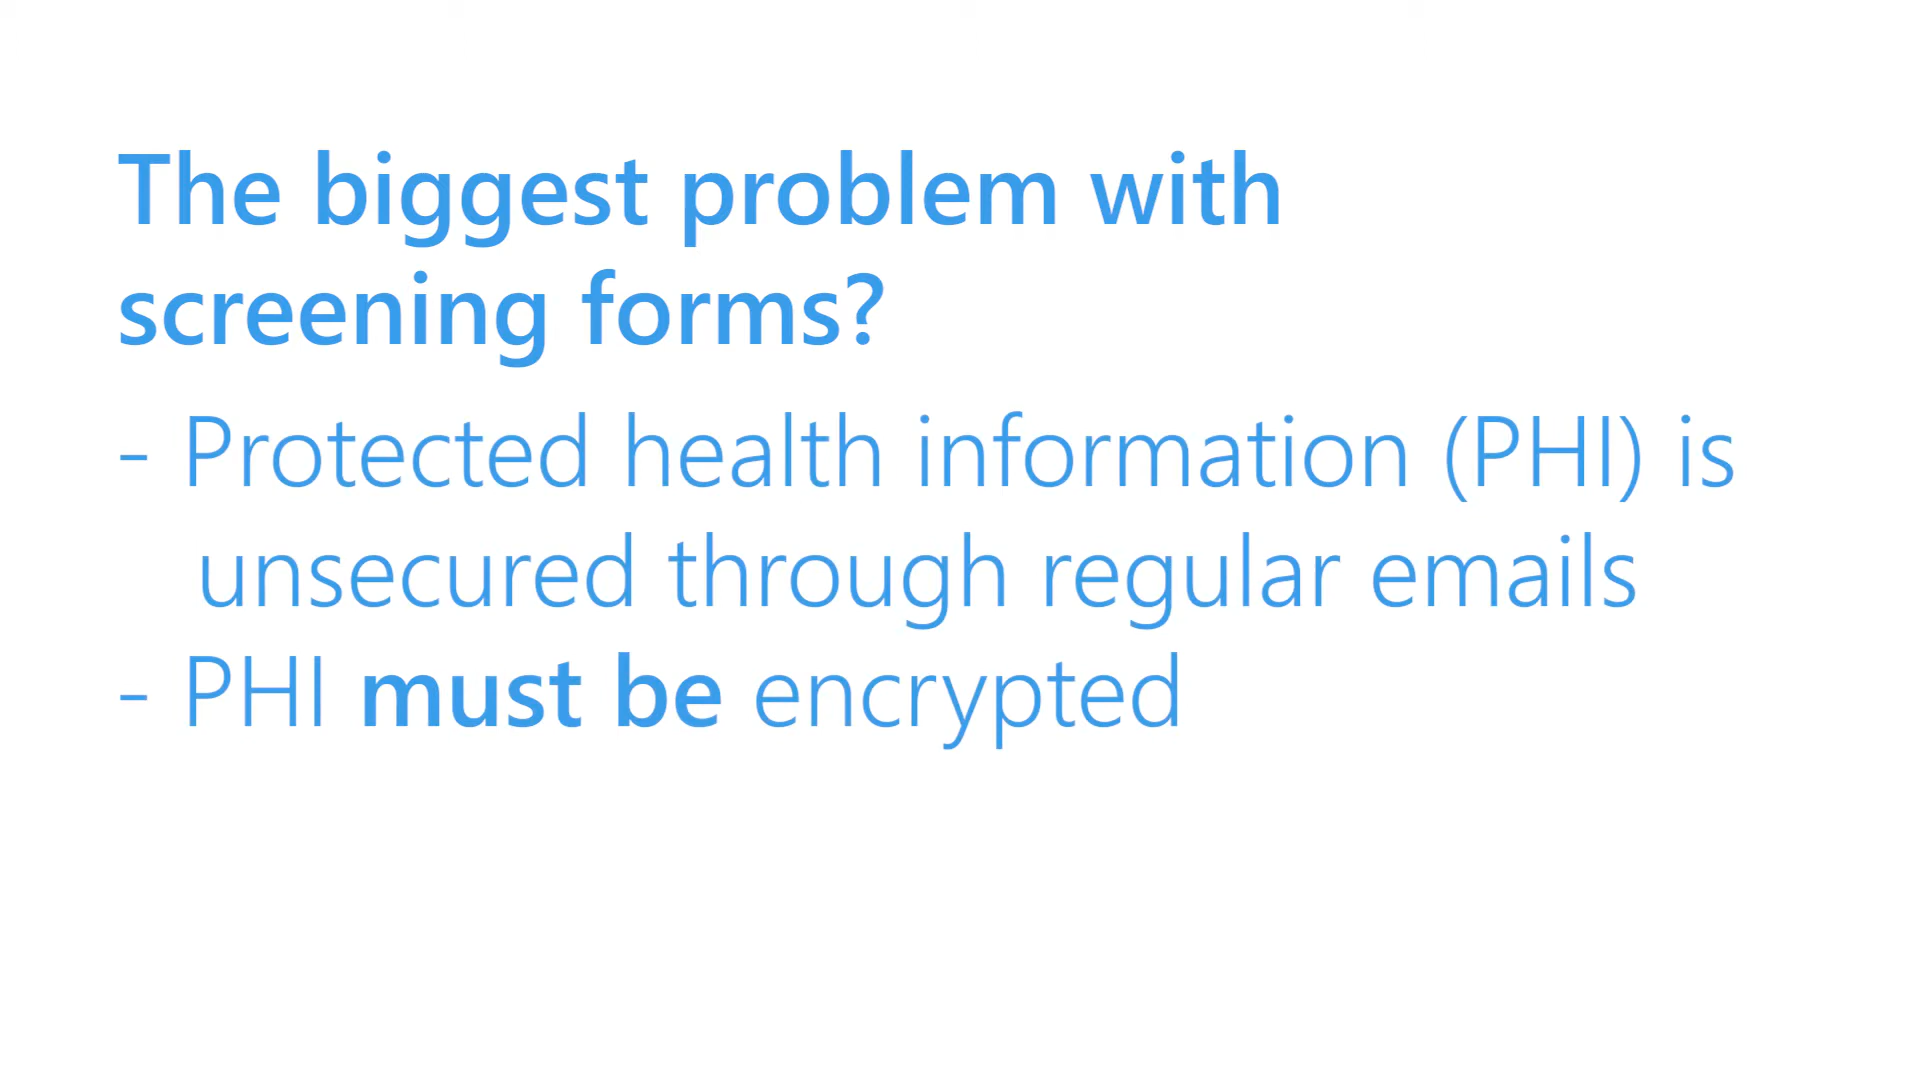 The biggest problem with
screening forms?
- Protected health information (PHI) is
unsecured through regular emails
- PHI must be encrypted